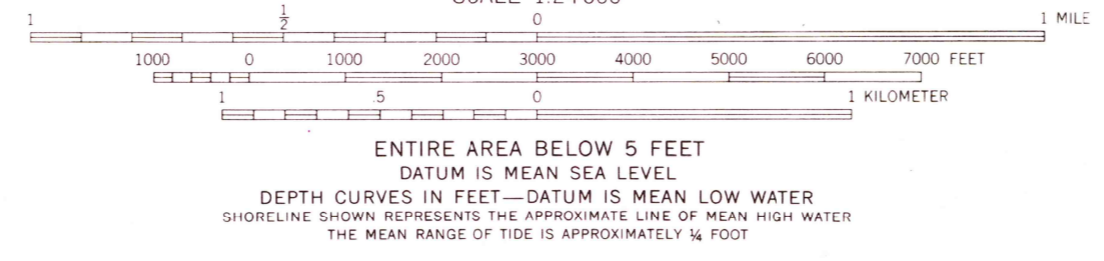 1 ½ 0 1 MILE
1000 0 1000 2000 3000 4000 5000 6000 7000 FEET
1 .5 0 1 KILOMETER
ENTIRE AREA BELOW 5 FEET
DATUM IS MEAN SEA LEVEL
DEPTH CURVES IN FEET—DATUM IS MEAN LOW WATER
SHORELINE SHOWN REPRESENTS THE APPROXIMATE LINE OF MEAN HIGH WATER
THE MEAN RANGE OF TIDE IS APPROXIMATELY ¼ FOOT